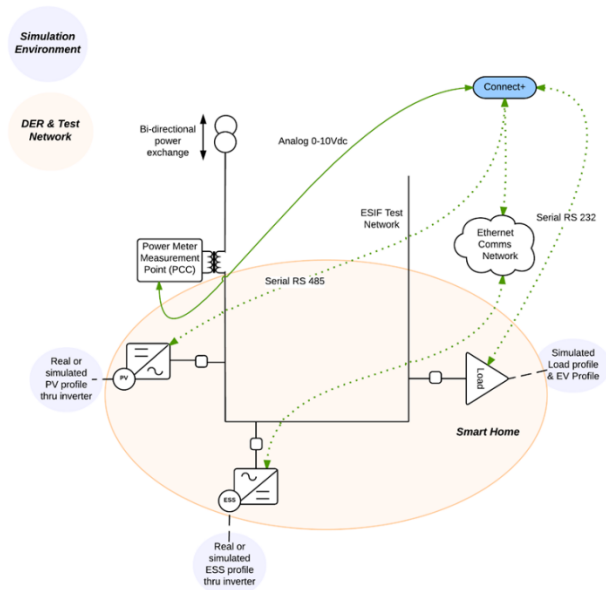 Simulation
Environment
DER & Test
Network
Connect+
Bi-directional
power
exchange
Analog 0-10Vdc
ESIF Test
Network
Serial RS 232
Ethernet
Comms
Network
Power Meter
Measurement
Point (PCC)
Serial RS 485
Real or
simulated
PV profile
thru inverter
PV
Load
Simulated
Load profile
& EV Profile
Smart Home
ESS
Real or
simulated
ESS profile
thru inverter